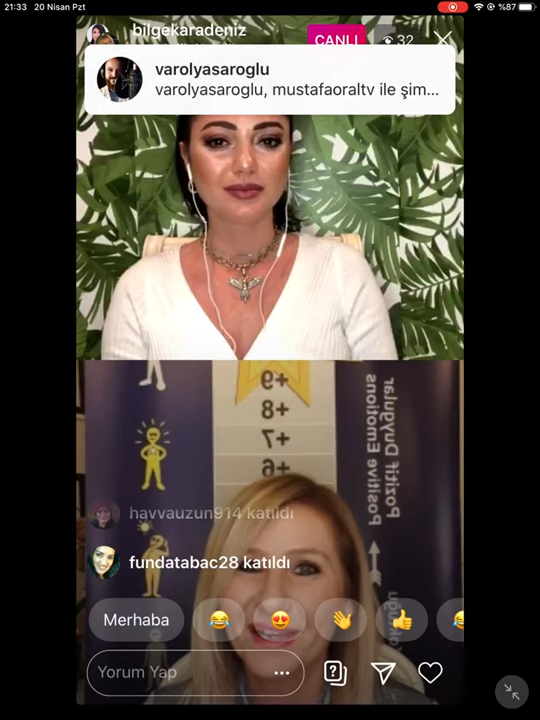 21:33 20 Nisan Pzt
%87
bilgekaradeniz
CANLI
32
varolyasaroglu
varolyasaroglu, mustafaoraltv ile şim...
+9
+8
+7
+6
Positive Emotions
Pozitif Duygular
havvauzun914 katıldı
fundatabac28 katıldı
Merhaba
Yorum Yap